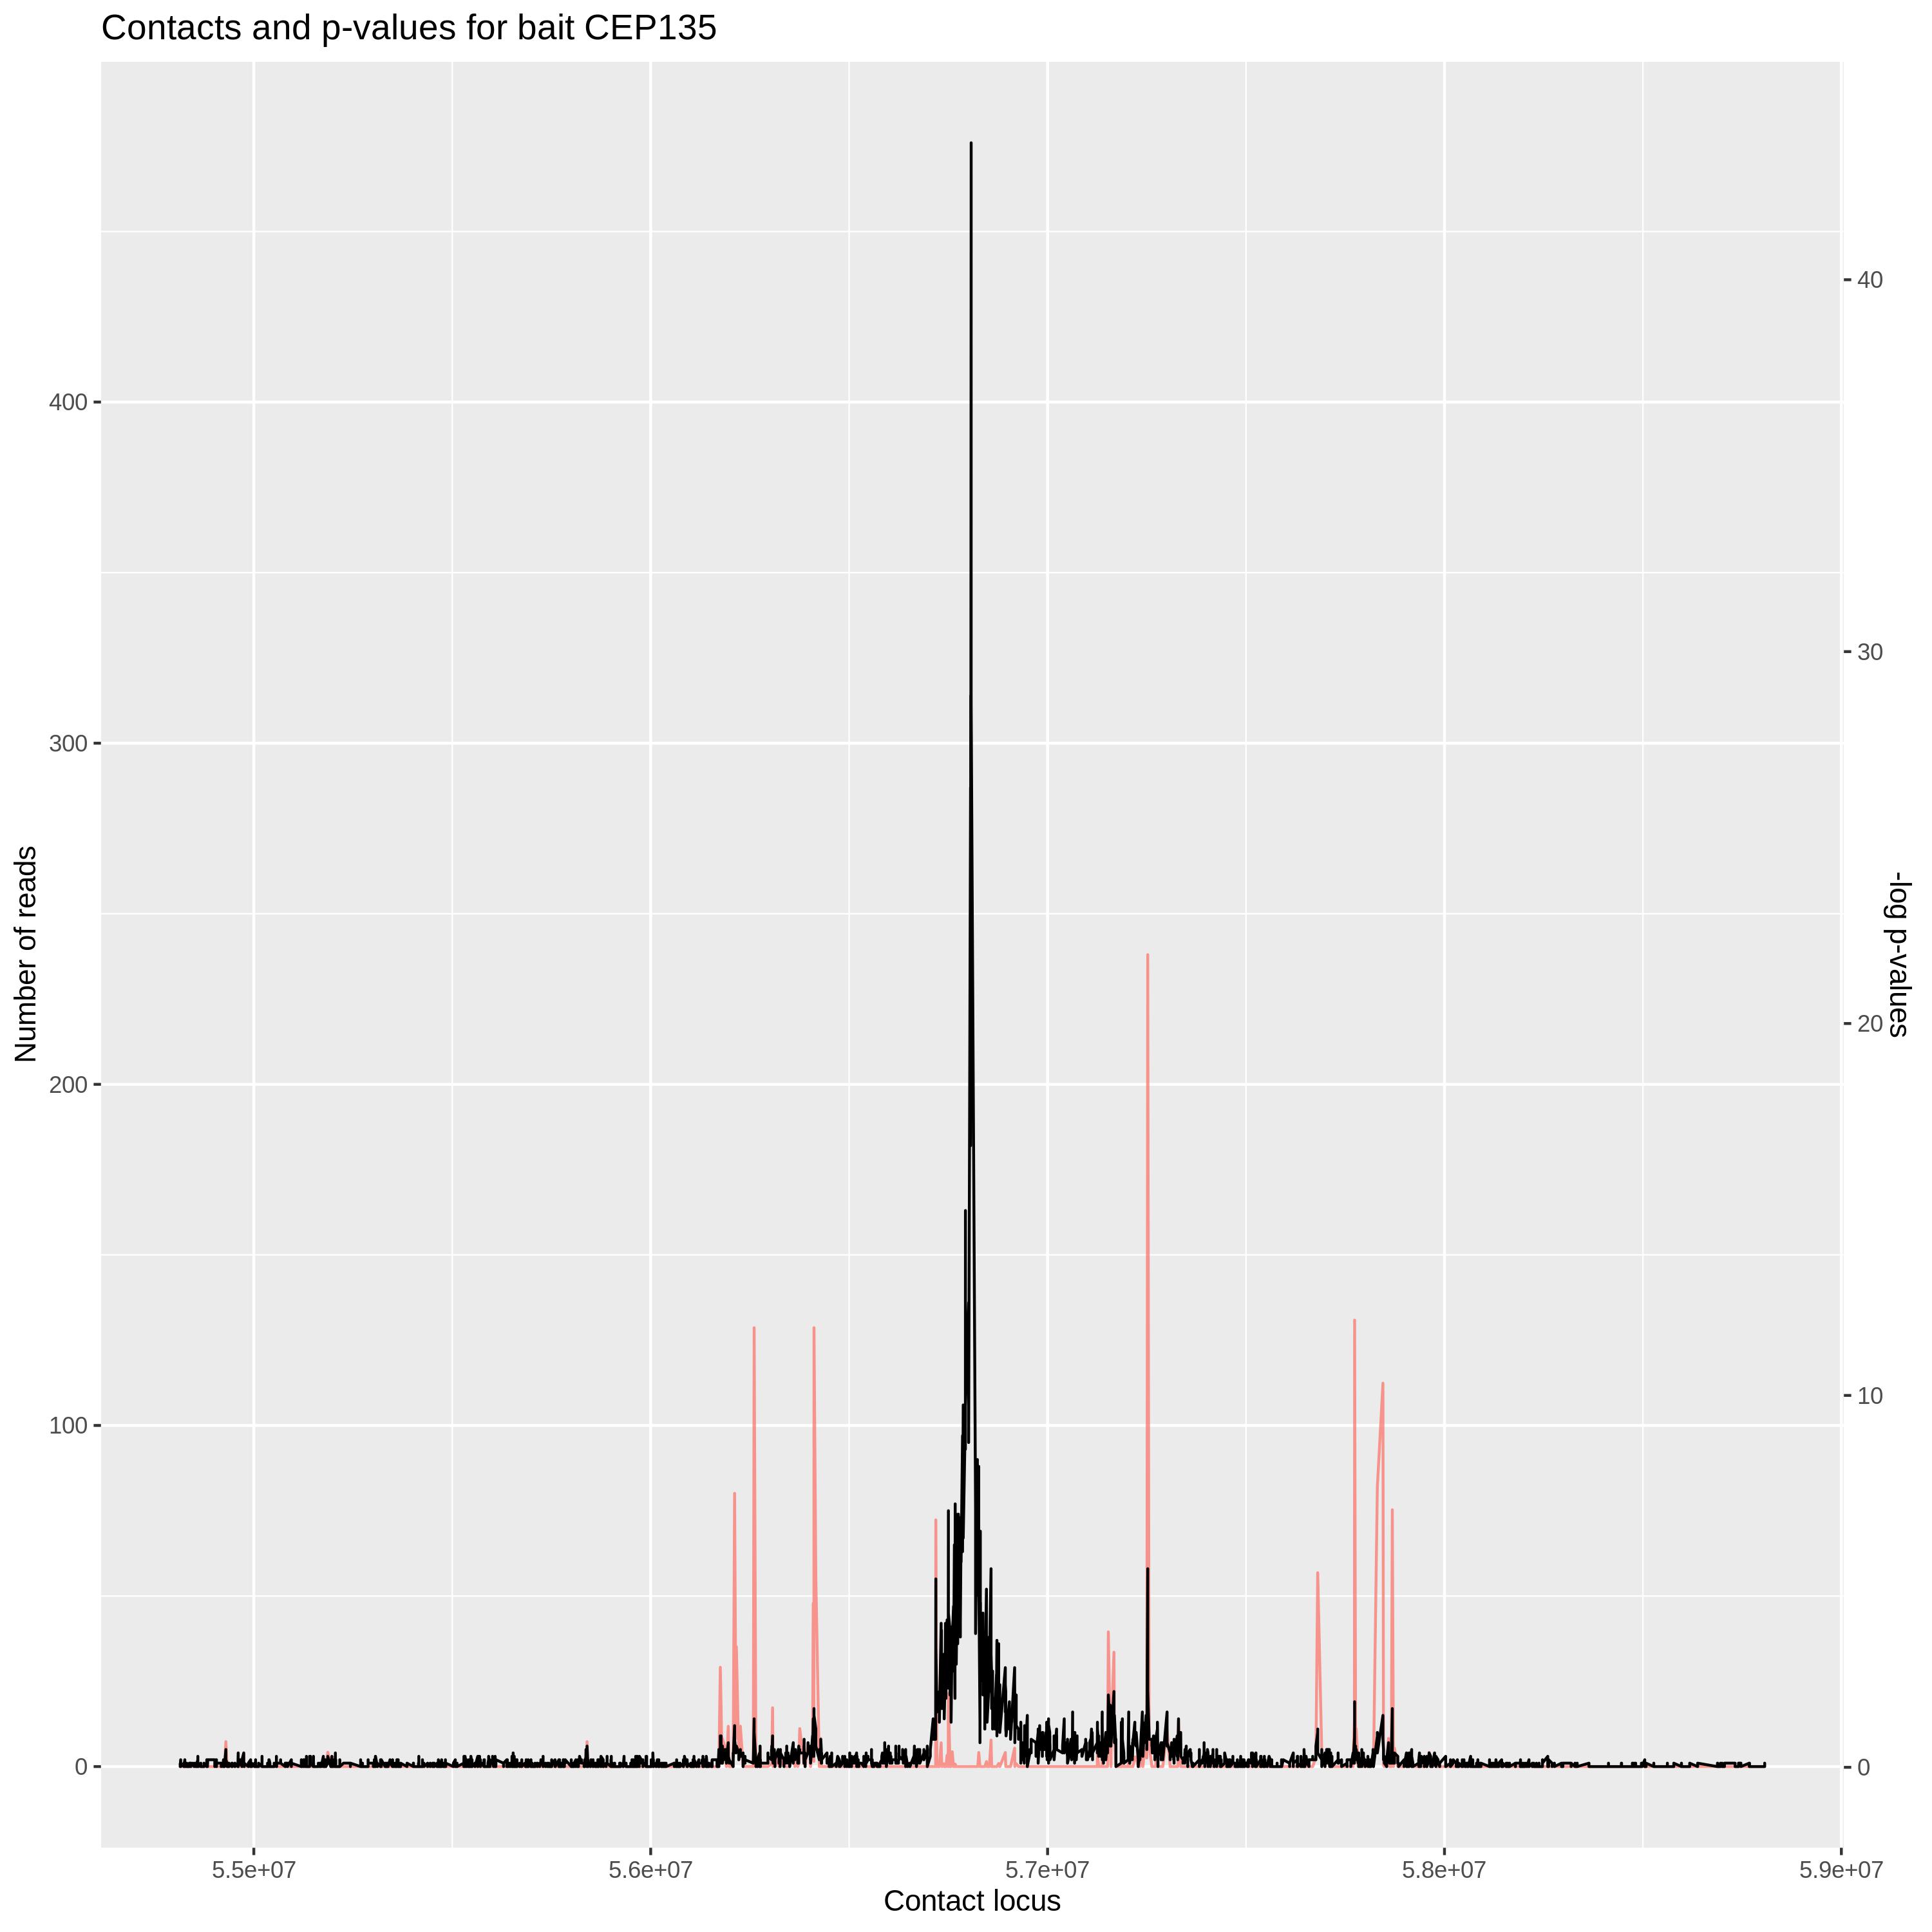 Contacts and p-values for bait CEP135
Number of reads
400
300
200
100
0
40
30
20
10
0
-log p-values
5.5e+07 5.6e+07 5.7e+07 5.8e+07 5.9e+07
Contact locus